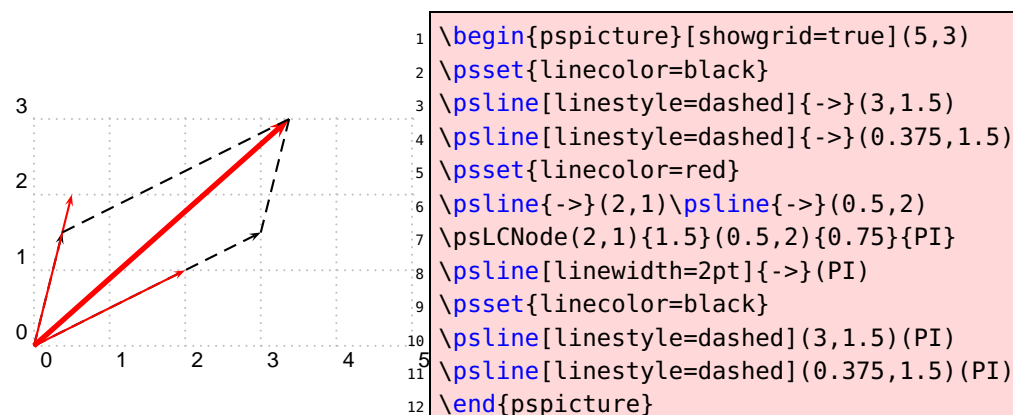 3
2
1
0
0 1 2 3 4 5
1 \begin{pspicture}[showgrid=true](5,3)
2 \psset{linecolor=black}
3 \psline[linestyle=dashed]{->}(3,1.5)
4 \psline[linestyle=dashed]{->}(0.375,1.5)
5 \psset{linecolor=red}
6 \psline{->}(2,1)\psline{->}(0.5,2)
7 \psLCNode(2,1){1.5}(0.5,2){0.75}{PI}
8 \psline[linewidth=2pt]{->}(PI)
9 \psset{linecolor=black}
10 \psline[linestyle=dashed](3,1.5)(PI)
11 \psline[linestyle=dashed](0.375,1.5)(PI)
12 \end{pspicture}